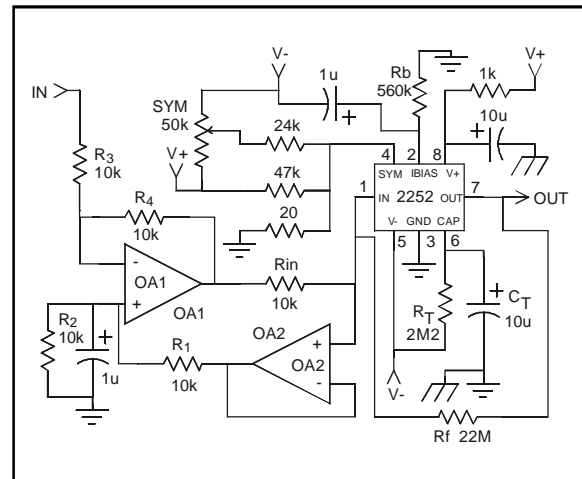 V-
V+
IN
SYM
50k
1u
+
Rb
560k
1k
10u
+
24k
V+
47k
20
4
2
8
SYM
IBIAS
V+
1
IN
2252
OUT
7
OUT
V-
GND
CAP
5
3
6
R3
10k
R4
10k
-
OA1
+
OA1
Rin
10k
R2
10k
+
1u
R1
10k
OA2
+
OA2
-
RT
2M2
+
CT
10u
V-
Rf 22M